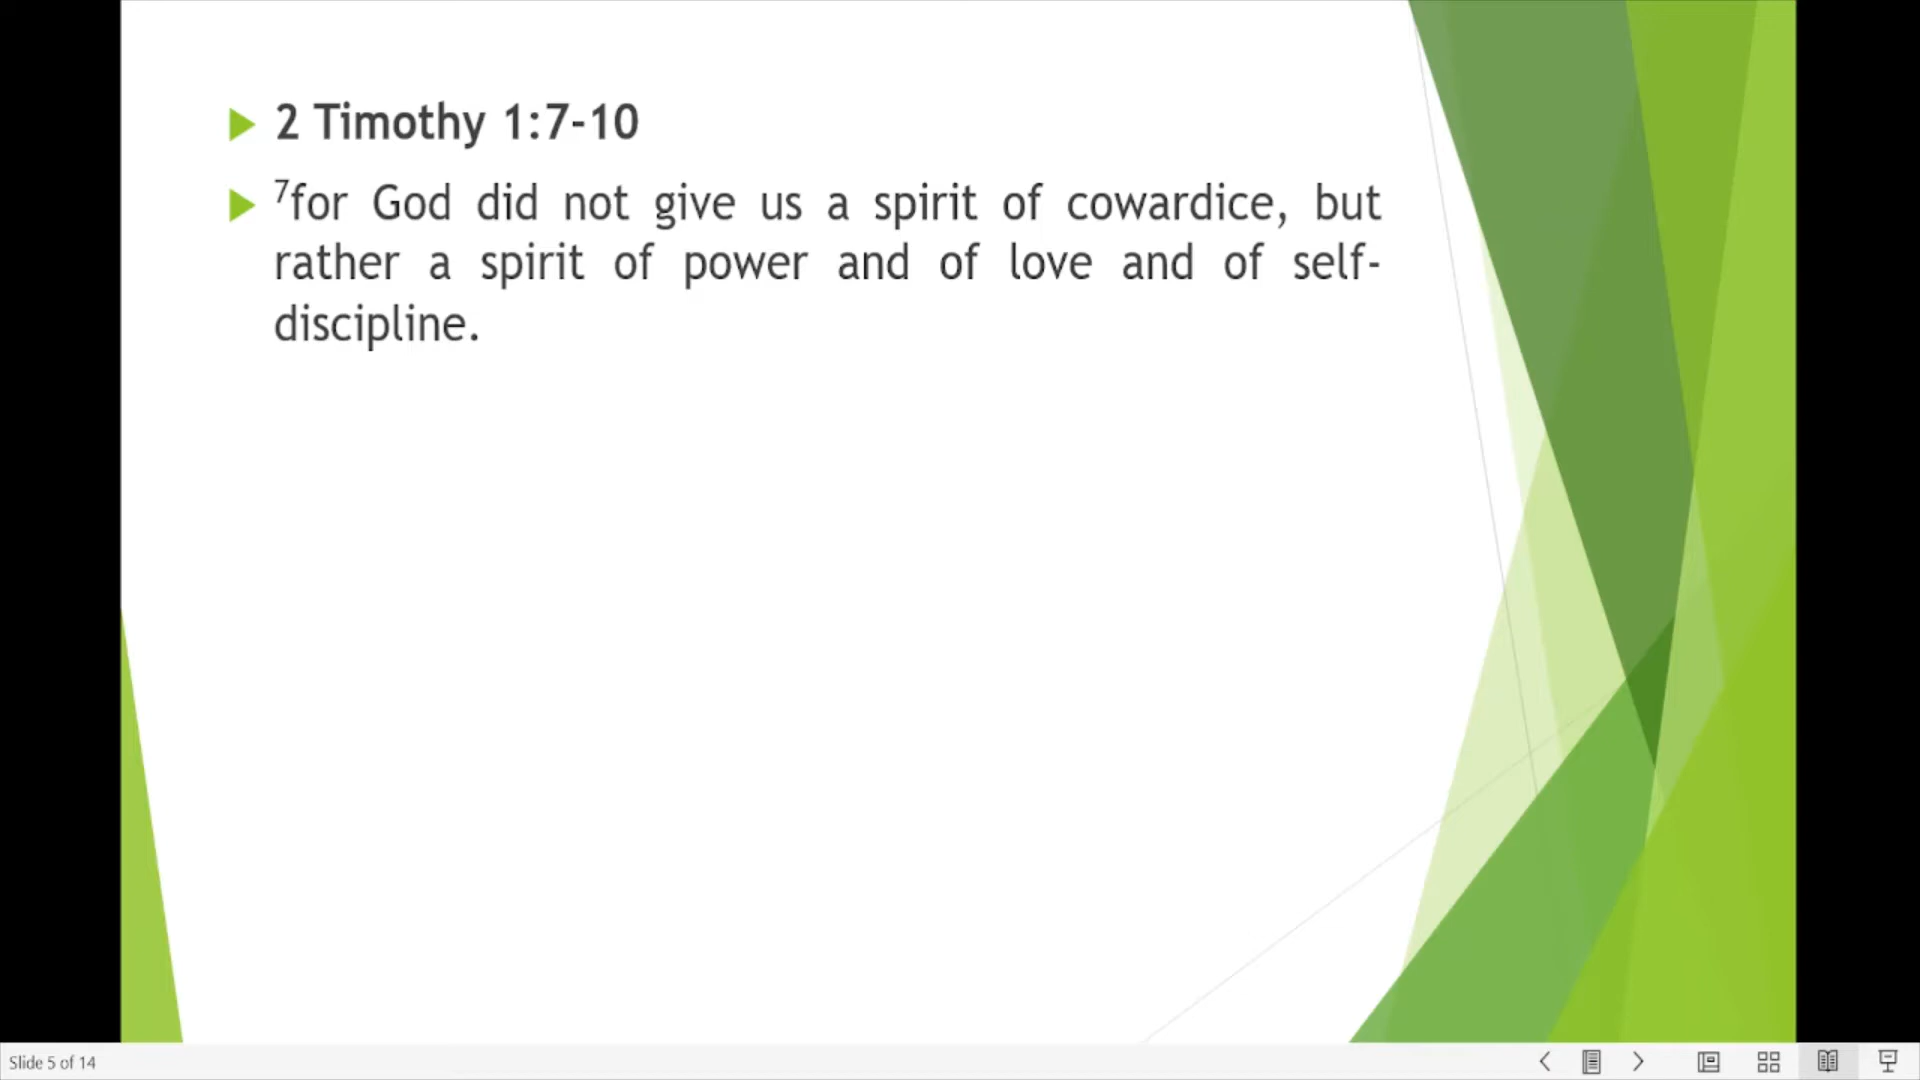 2 Timothy 1:7-10
⁷for God did not give us a spirit of cowardice, but
rather a spirit of power and of love and of self-
discipline.
Slide 5 of 14